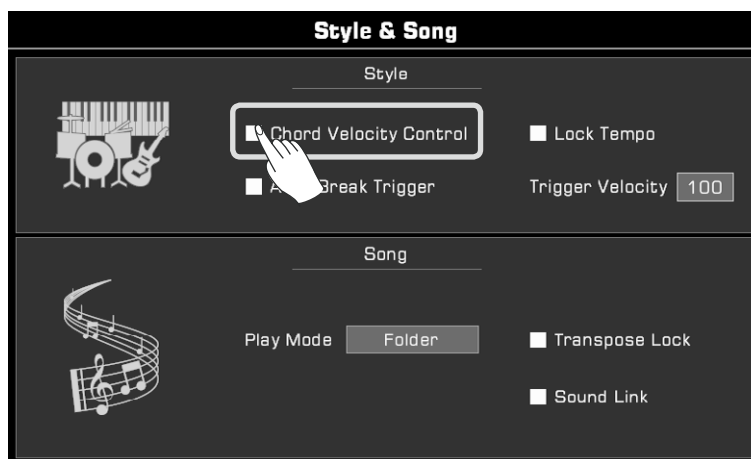 Style & Song
Style
Chord Velocity Control
Lock Tempo
Break Trigger
Trigger Velocity 100
Song
Play Mode Folder
Transpose Lock
Sound Link